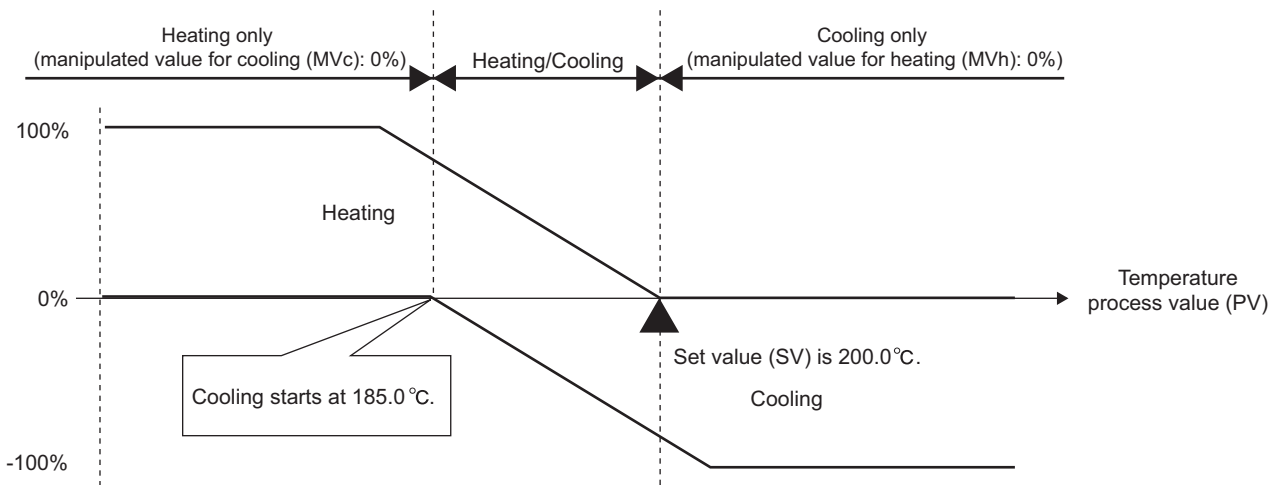 Heating only
(manipulated value for cooling (MVc): 0%)
Heating/Cooling
Cooling only
(manipulated value for heating (MVh): 0%)
100%
Heating
0%
Temperature
process value (PV)
Set value (SV) is 200.0℃.
Cooling starts at 185.0℃.
Cooling
-100%